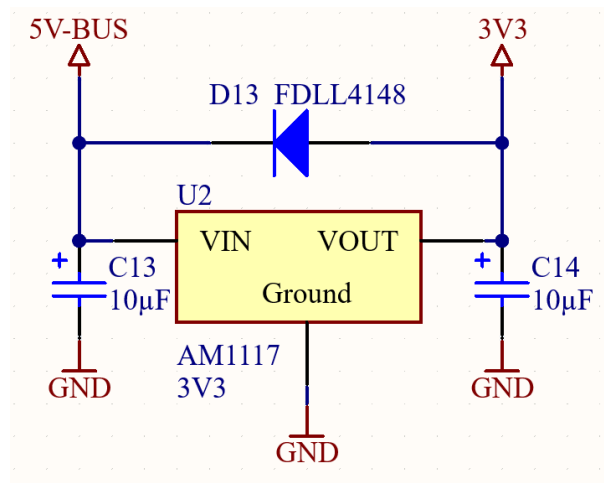 5V-BUS
3V3
D13 FDLL4148
U2
VIN
VOUT
+
C13
10µF
Ground
+
C14
10µF
AM1117
3V3
GND
GND
GND